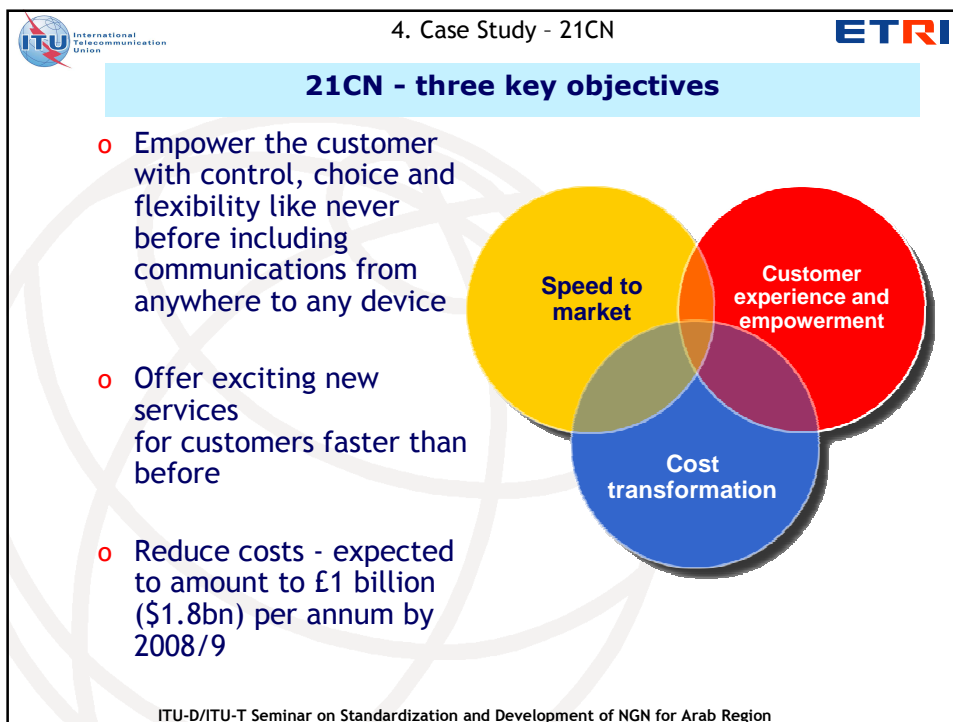 ITU International
Telecommunication
Union
4. Case Study – 21CN
ETRI
21CN - three key objectives
o Empower the customer
with control, choice and
flexibility like never
before including
communications from
anywhere to any device
o Offer exciting new
services
for customers faster than
before
o Reduce costs - expected
to amount to £1 billion
($1.8bn) per annum by
2008/9
Speed to
market
Customer
experience and
empowerment
Cost
transformation
ITU-D/ITU-T Seminar on Standardization and Development of NGN for Arab Region